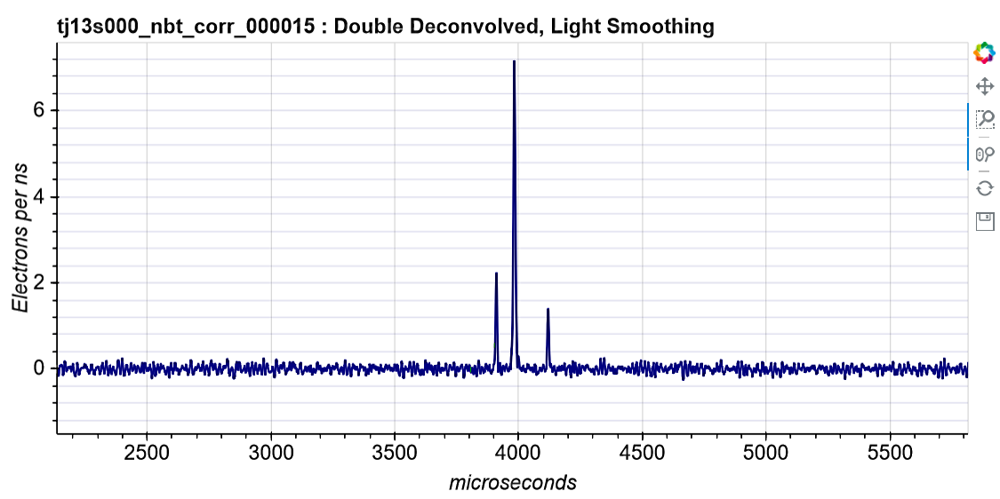 tj13s000_nbt_corr_000015 : Double Deconvolved, Light Smoothing
Electrons per ns
6
4
2
0
2500 3000 3500 4000 4500 5000 5500
microseconds